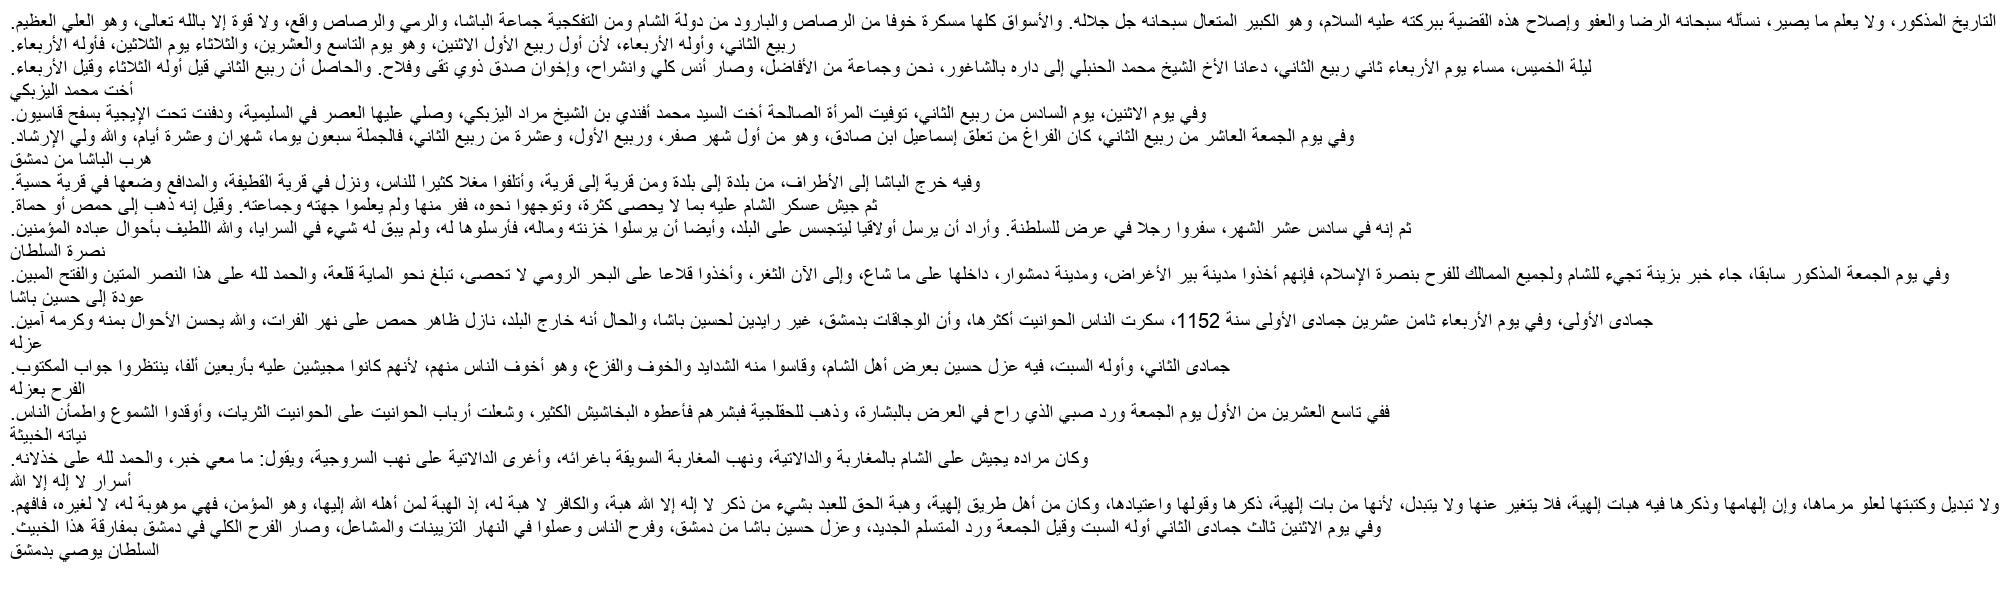 التاريخ المذكور، ولا يعلم ما يصير، نسأله سبحانه الرضا والعفو وإصلاح هذه القضية ببركته عليه السلام، وهو الكبير المتعال سبحانه جل جلاله. والأسواق كلها مسكرة خوفا من الرصاص والبارود من دولة الشام ومن التفكجية جماعة الباشا، والرمي والرصاص واقع، ولا قوة إلا بالله تعالى، وهو العلي العظيم.
ربيع الثاني، وأوله الأربعاء، لأن أول ربيع الأول الاثنين، وهو يوم التاسع والعشرين، والثلاثاء يوم الثلاثين، فأوله الأربعاء.
ليلة الخميس، مساء يوم الأربعاء ثاني ربيع الثاني، دعانا الأخ الشيخ محمد الحنبلي إلى داره بالشاغور، نحن وجماعة من الأفاضل، وصار أنس كلي وانشراح، وإخوان صدق ذوي تقى وفلاح. والحاصل أن ربيع الثاني قيل أوله الثلاثاء وقيل الأربعاء.
أخت محمد اليزبكي
وفي يوم الاثنين، يوم السادس من ربيع الثاني، توفيت المرأة الصالحة أخت السيد محمد أفندي بن الشيخ مراد اليزبكي، وصلي عليها العصر في السليمية، ودفنت تحت الإيجية بسفح قاسيون.
وفي يوم الجمعة العاشر من ربيع الثاني، كان الفراغ من تعلق إسماعيل ابن صادق، وهو من أول شهر صفر، وربيع الأول، وعشرة من ربيع الثاني، فالجملة سبعون يوما، شهران وعشرة أيام، والله ولي الإرشاد.
هرب الباشا من دمشق
وفيه خرج الباشا إلى الأطراف، من بلدة إلى بلدة ومن قرية إلى قرية، وأتلفوا مغلا كثيرا للناس، ونزل في قرية القطيفة، والمدافع وضعها في قرية حسية.
ثم جيش عسكر الشام عليه بما لا يحصى كثرة، وتوجهوا نحوه، ففر منها ولم يعلموا جهته وجماعته. وقيل إنه ذهب إلى حمص أو حماة.
ثم إنه في سادس عشر الشهر، سفروا رجلا في عرض للسلطنة. وأراد أن يرسل أولاقيا ليتجسس على البلد، وأيضا أن يرسلوا خزنته وماله، فأرسلوها له، ولم يبق له شيء في السرايا، والله اللطيف بأحوال عباده المؤمنين.
نصرة السلطان
وفي يوم الجمعة المذكور سابقا، جاء خبر بزينة تجيء للشام ولجميع الممالك للفرح بنصرة الإسلام، فإنهم أخذوا مدينة بير الأغراض، ومدينة دمشوار، داخلها على ما شاع، وإلى الآن الثغر، وأخذوا قلاعا على البحر الرومي لا تحصى، تبلغ نحو الماية قلعة، والحمد لله على هذا النصر المتين والفتح المبين.
عودة إلى حسين باشا
جمادى الأولى، وفي يوم الأربعاء ثامن عشرين جمادى الأولى سنة 1152، سكرت الناس الحوانيت أكثرها، وأن الوجاقات بدمشق، غير رايدين لحسين باشا، والحال أنه خارج البلد، نازل ظاهر حمص على نهر الفرات، والله يحسن الأحوال بمنه وكرمه آمين.
عزله
جمادى الثاني، وأوله السبت، فيه عزل حسين بعرض أهل الشام، وقاسوا منه الشدايد والخوف والفزع، وهو أخوف الناس منهم، لأنهم كانوا مجيشين عليه بأربعين ألفا، ينتظروا جواب المكتوب.
الفرح بعزله
ففي تاسع العشرين من الأول يوم الجمعة ورد صبي الذي راح في العرض بالبشارة، وذهب للحقلجية فبشرهم فأعطوه البخاشيش الكثير، وشعلت أرباب الحوانيت على الحوانيت الثريات، وأوقدوا الشموع واطمأن الناس.
نياته الخبيثة
وكان مراده يجيش على الشام بالمغاربة والدالاتية، ونهب المغاربة السويقة باغرائه، وأغرى الدالاتية على نهب السروجية، ويقول: ما معي خبر، والحمد لله على خذلانه.
أسرار لا إله إلا الله
ولا تبديل وكتبتها لعلو مرماها، وإن إلهامها وذكرها فيه هبات إلهية، فلا يتغير عنها ولا يتبدل، لأنها من بات إلهية، ذكرها وقولها واعتيادها، وكان من أهل طريق إلهية، وهبة الحق للعبد بشيء من ذكر لا إله إلا الله هبة، والكافر لا هبة له، إذ الهبة لمن أهله الله إليها، وهو المؤمن، فهي موهوبة له، لا لغيره، فافهم.
وفي يوم الاثنين ثالث جمادى الثاني أوله السبت وقيل الجمعة ورد المتسلم الجديد، وعزل حسين باشا من دمشق، وفرح الناس وعملوا في النهار التزيينات والمشاعل، وصار الفرح الكلي في دمشق بمفارقة هذا الخبيث.
السلطان يوصي بدمشق